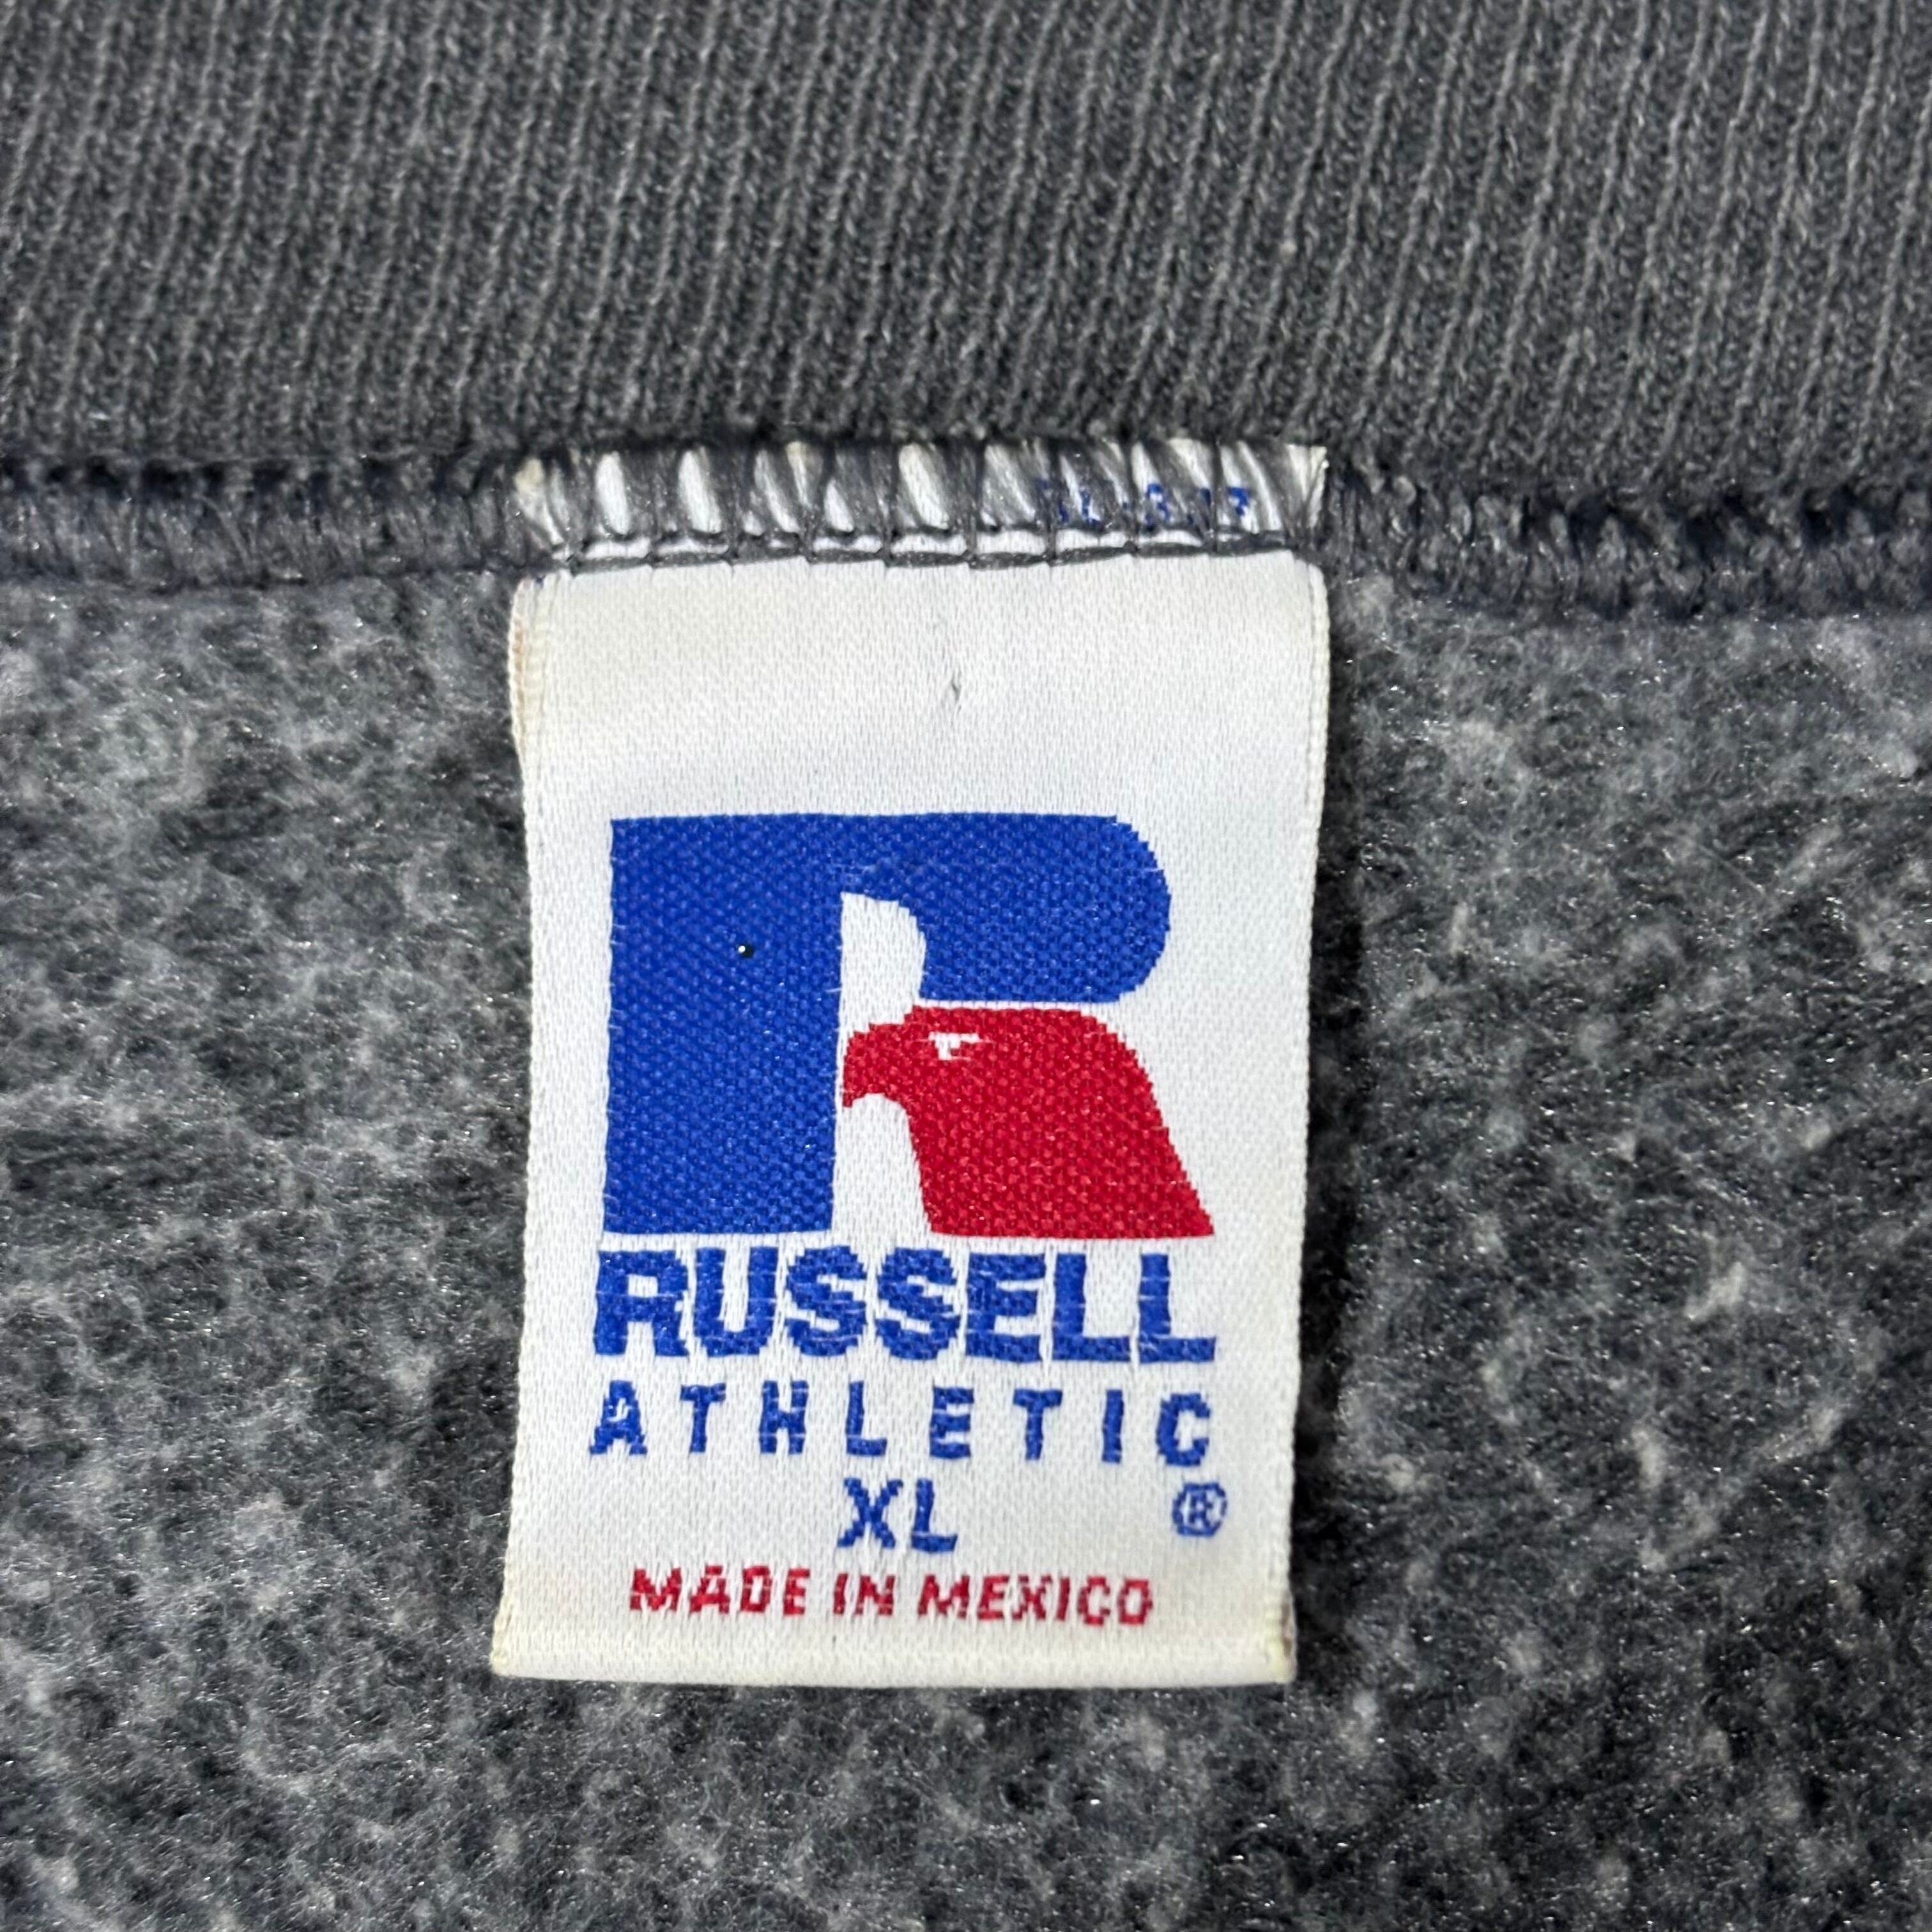 RUSSELL
ATHLETIC
XL ®
MADE IN MEXICO